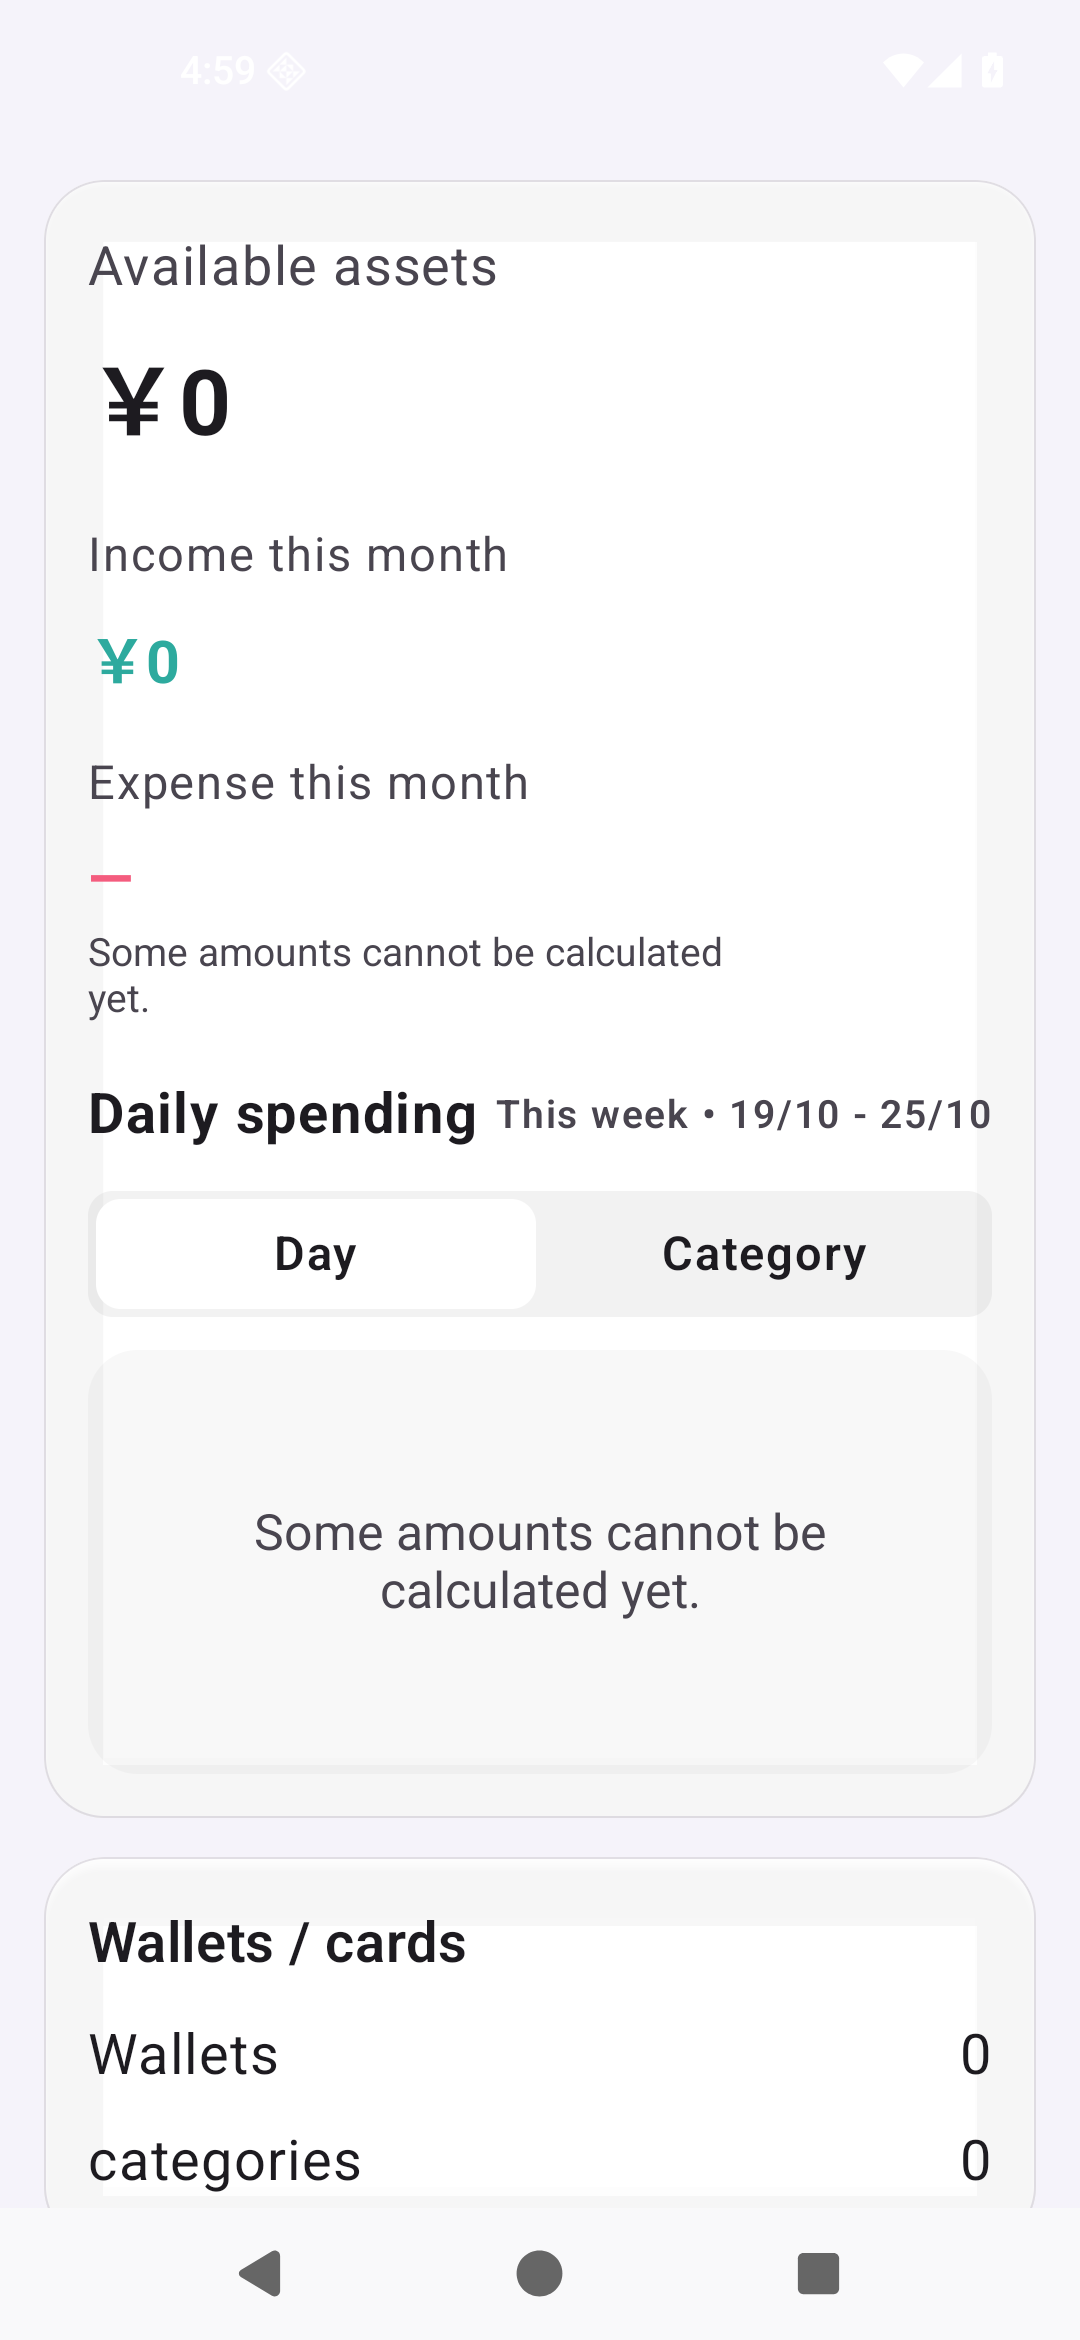 4:59
Available assets
¥0
Income this month
¥0
Expense this month
—
Some amounts cannot be calculated
yet.
Daily spending This week • 19/10 - 25/10
Day Category
Some amounts cannot be
calculated yet.
Wallets / cards
Wallets 0
categories 0